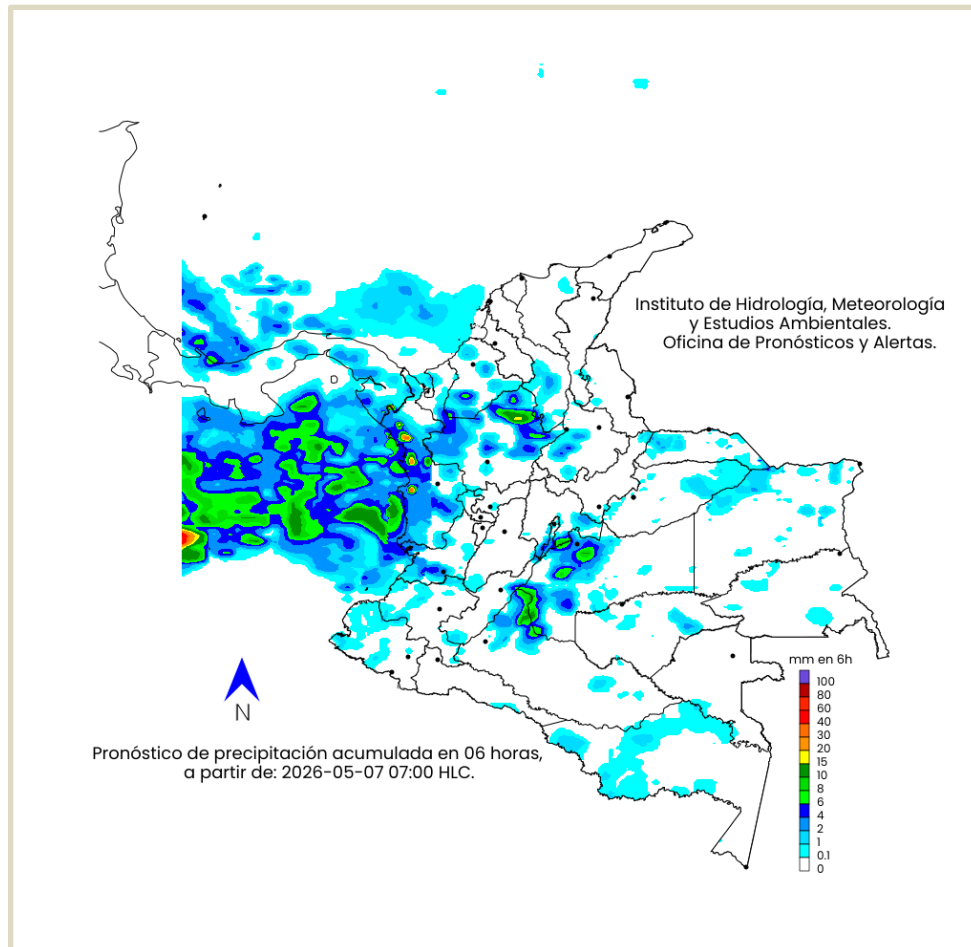 Instituto de Hidrología, Meteorología
y Estudios Ambientales.
Oficina de Pronósticos y Alertas.
N
Pronóstico de precipitación acumulada en 06 horas,
a partir de: 2026-05-07 07:00 HLC.
mm en 6h
100
80
60
40
30
20
15
10
8
6
4
2
1
0.1
0